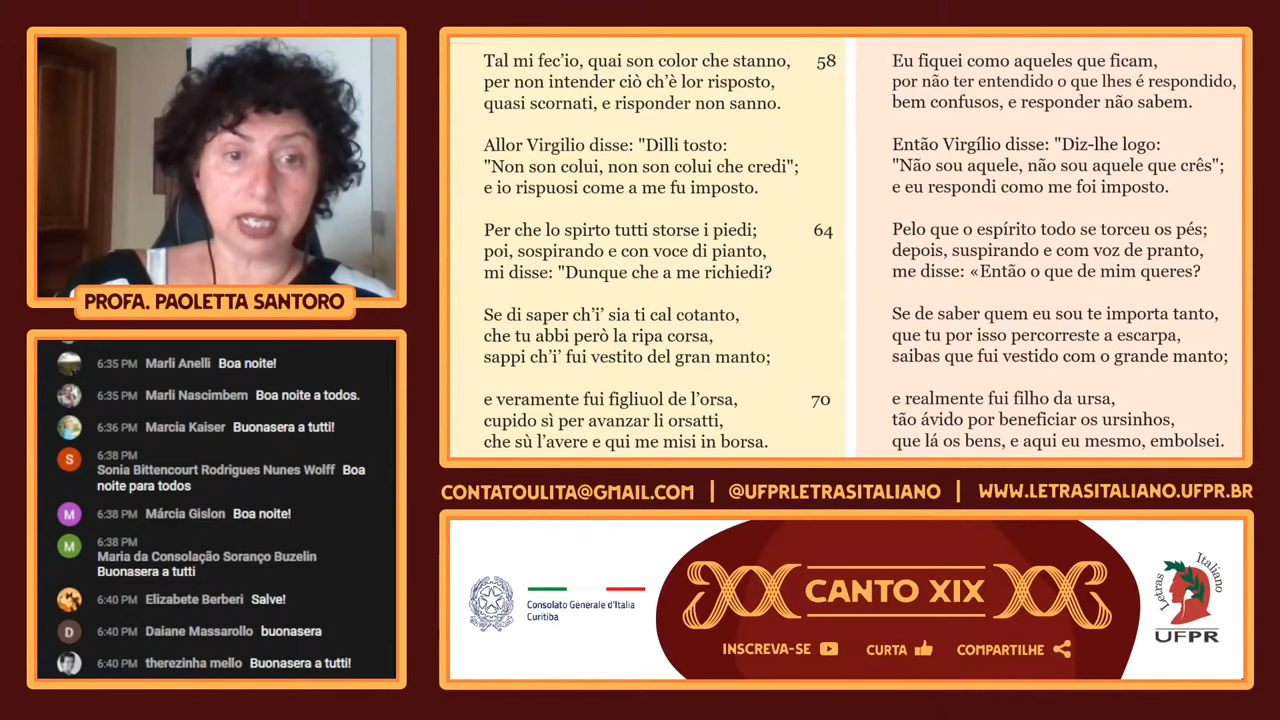 PROFA. PAOLETTA SANTORO
6:35 PM Marli Anelli Boa noite!
6:35 PM Marli Nascimbem Boa noite a todos.
6:36 PM Marcia Kaiser Buonasera a tutti!
S
6:38 PM
Sonia Bittencourt Rodrigues Nunes Wolff Boa
noite para todos
M 6:38 PM Márcia Gislon Boa noite!
M
6:38 PM
Maria da Consolação Soranço Buzelin
Buonasera a tutti
6:40 PM Elizabete Berberi Salve!
D 6:40 PM Daiane Massarollo buonasera
6:40 PM therezinha mello Buonasera a tutti!
Tal mi fec'io, quai son color che stanno, 58
per non intender ciò ch'è lor risposto,
quasi scornati, e risponder non sanno.
Allor Virgilio disse: "Dilli tosto:
"Non son colui, non son colui che credi";
e io rispuosi come a me fu imposto.
Per che lo spirto tutti storse i piedi; 64
poi, sospirando e con voce di pianto,
mi disse: "Dunque che a me richiedi?
Se di saper ch'i' sia ti cal cotanto,
che tu abbi però la ripa corsa,
sappi ch'i' fui vestito del gran manto;
e veramente fui figliuol de l'orsa, 70
cupido sì per avanzar li orsatti,
che sù l'avere e qui me misi in borsa.
Eu fiquei como aqueles que ficam,
por não ter entendido o que lhes é respondido,
bem confusos, e responder não sabem.
Então Virgílio disse: "Diz-lhe logo:
"Não sou aquele, não sou aquele que crês";
e eu respondi como me foi imposto.
Pelo que o espírito todo se torceu os pés;
depois, suspirando e com voz de pranto,
me disse: «Então o que de mim queres?
Se de saber quem eu sou te importa tanto,
que tu por isso percorreste a escarpa,
saibas que fui vestido com o grande manto;
e realmente fui filho da ursa,
tão ávido por beneficiar os ursinhos,
que lá os bens, e aqui eu mesmo, embolsei.
CONTATOULITA@GMAIL.COM | @UFPRLETRASITALIANO | WWW.LETRASITALIANO.UFPR.BR
Consolato Generale d'Italia
Curitiba
CANTO XIX
INSCREVA-SE CURTA COMPARTILHE
Letras Italiano
UFPR